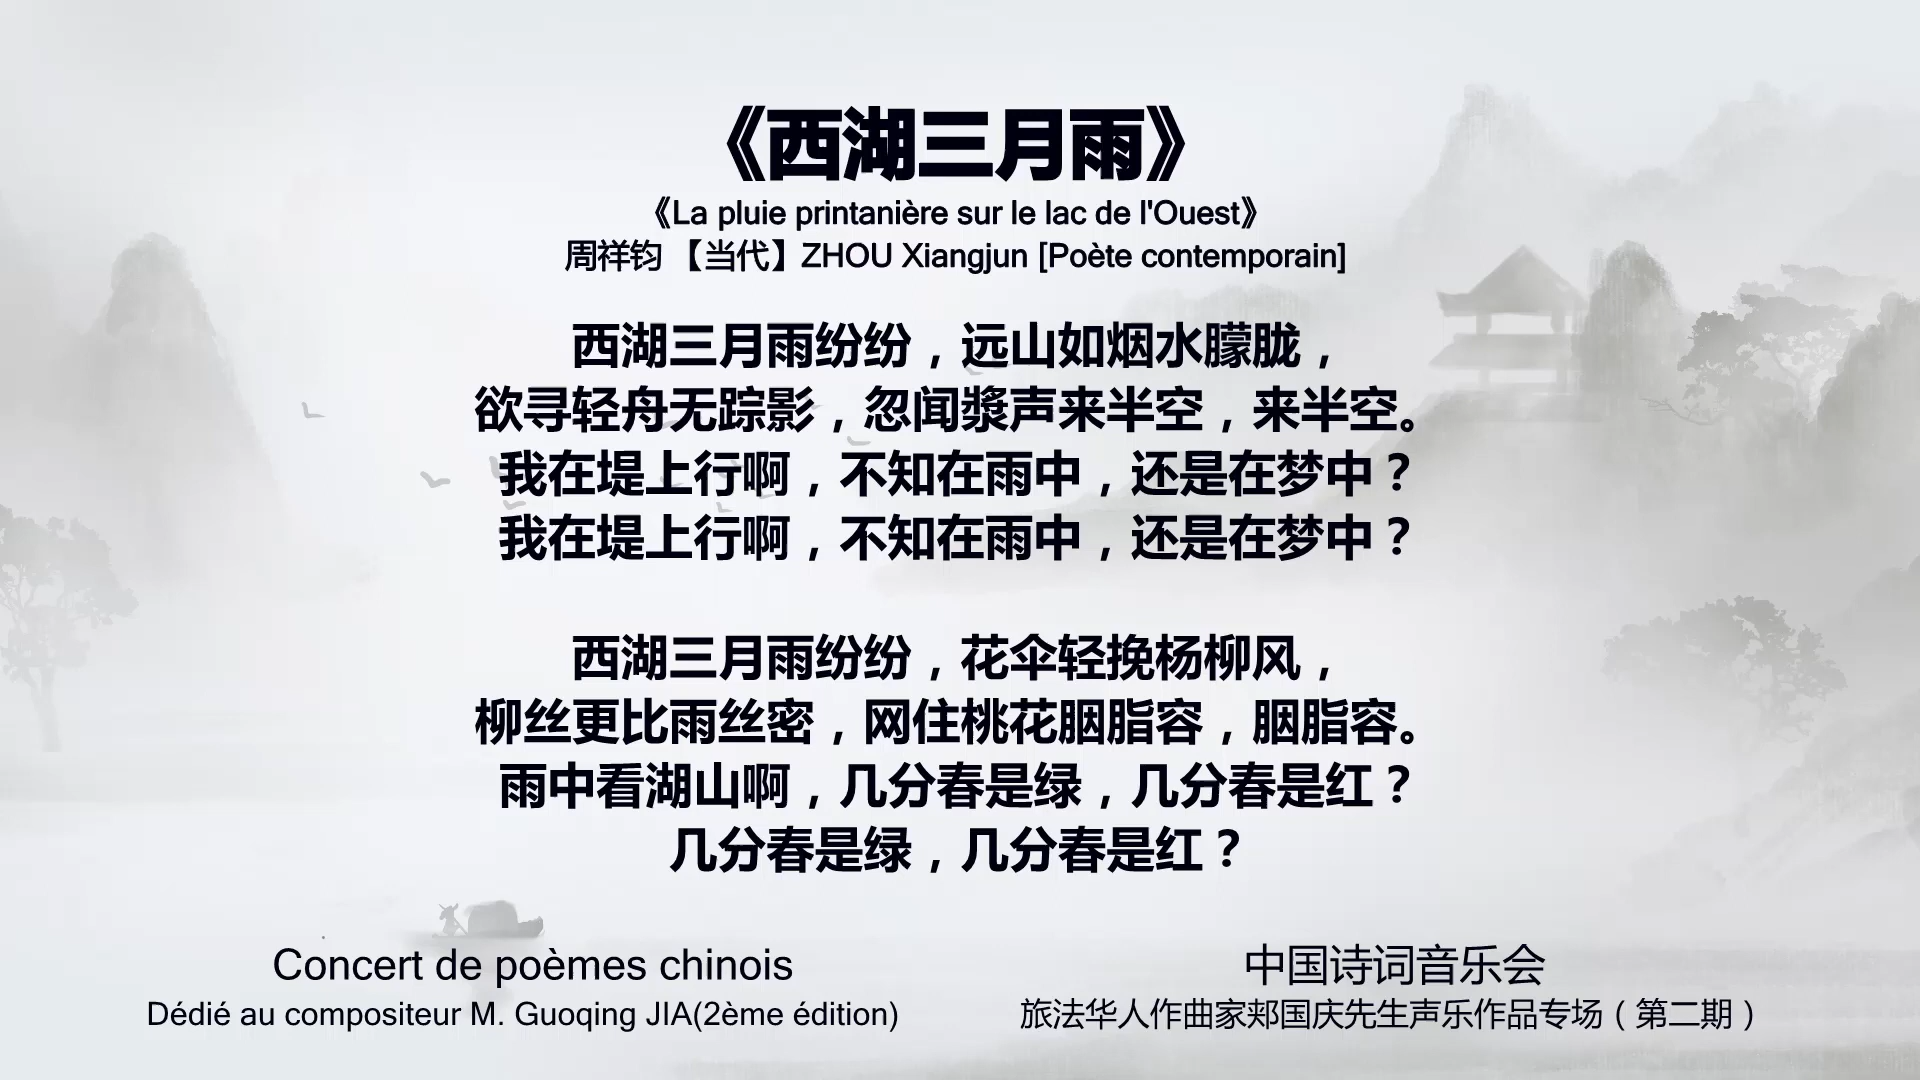 《西湖三月雨》
《La pluie printanière sur le lac de l'Ouest》
周祥钧 【当代】ZHOU Xiangjun [Poète contemporain]
西湖三月雨纷纷，远山如烟水朦胧，
欲寻轻舟无踪影，忽闻漿声来半空，来半空。
我在堤上行啊，不知在雨中，还是在梦中？
我在堤上行啊，不知在雨中，还是在梦中？
西湖三月雨纷纷，花伞轻挽杨柳风，
柳丝更比雨丝密，网住桃花胭脂容，胭脂容。
雨中看湖山啊，几分春是绿，几分春是红？
几分春是绿，几分春是红？
Concert de poèmes chinois
Dédié au compositeur M. Guoqing JIA(2ème édition)
中国诗词音乐会
旅法华人作曲家郏国庆先生声乐作品专场（第二期）